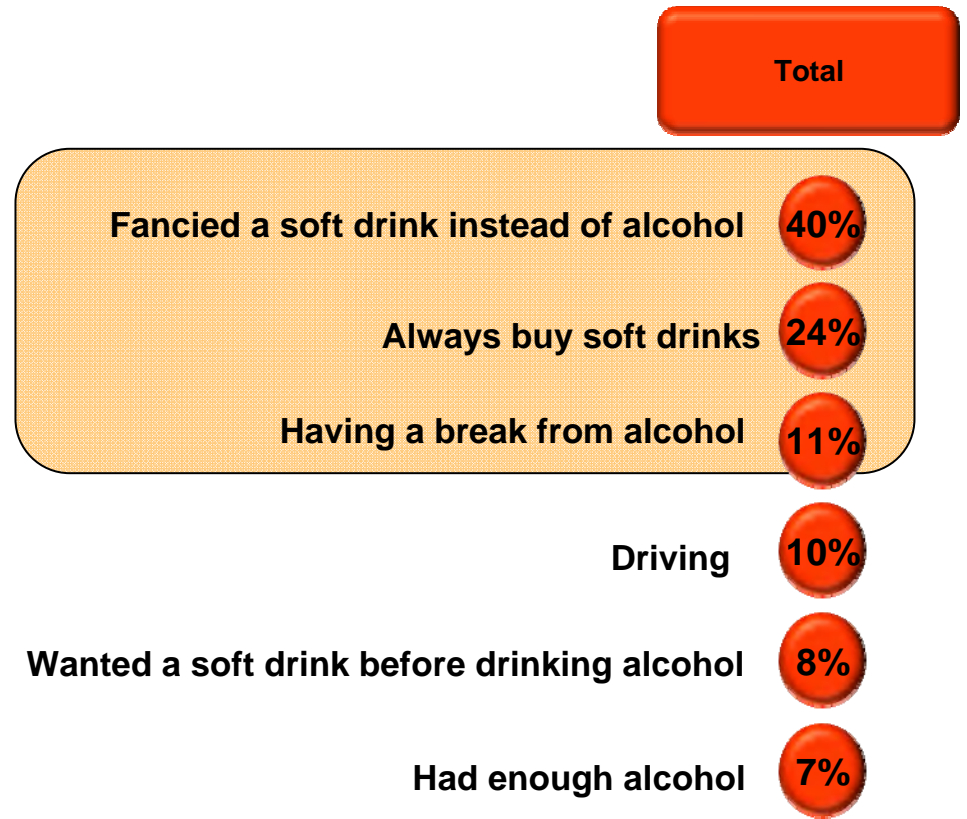 Total
Fancied a soft drink instead of alcohol 40%
Always buy soft drinks 24%
Having a break from alcohol 11%
Driving 10%
Wanted a soft drink before drinking alcohol 8%
Had enough alcohol 7%